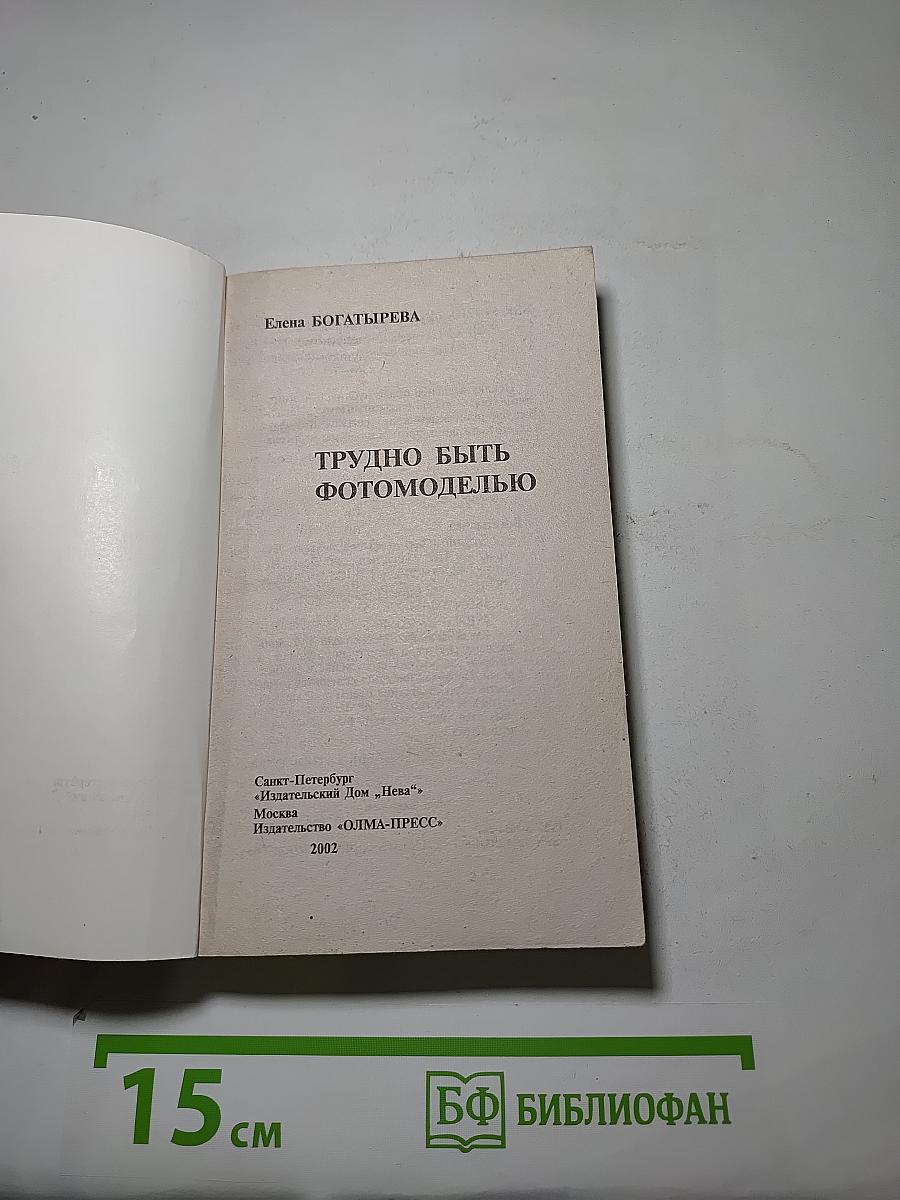 Елена БОГАТЫРЕВА
ТРУДНО БЫТЬ
ФОТОМОДЕЛЬЮ
Санкт-Петербург
«Издательский Дом „Нева“»
Москва
Издательство «ОЛМА-ПРЕСС»
2002
15 см
БФ БИБЛИОФАН